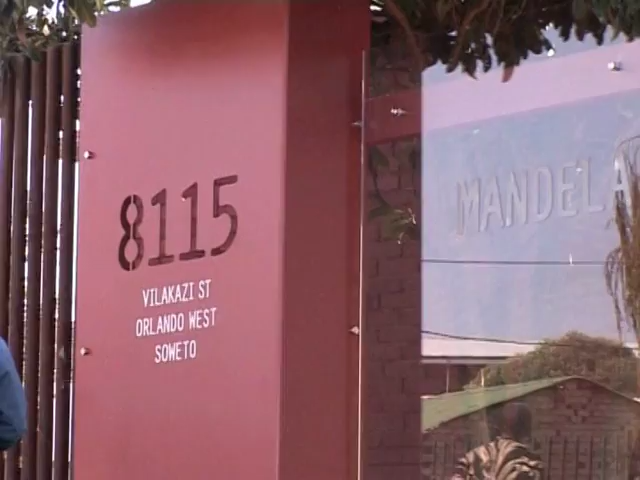 8115
VILAKAZI ST
ORLANDO WEST
SOWETO
MANDELA